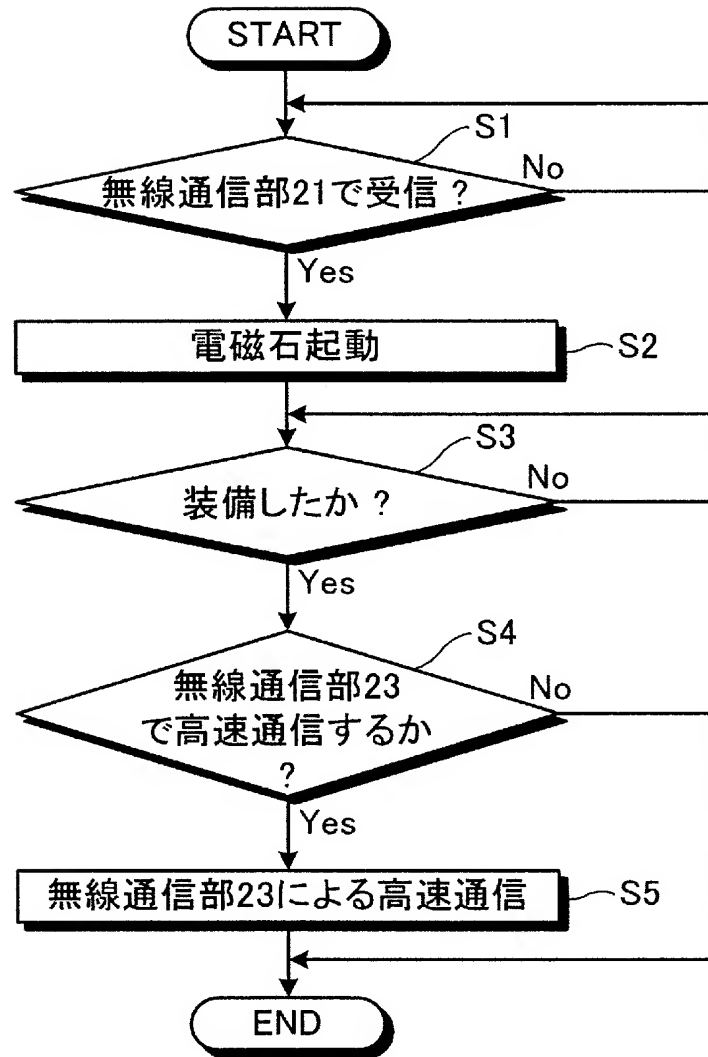 START
S1
無線通信部21で受信 ?
No
Yes
電磁石起動
S2
S3
装備したか ?
No
Yes
S4
無線通信部23
で高速通信するか
?
No
Yes
無線通信部23による高速通信
S5
END